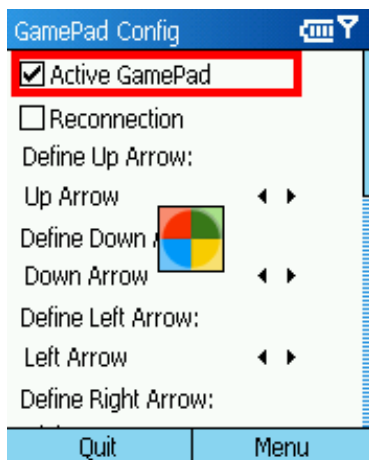 GamePad Config
Active GamePad
Reconnection
Define Up Arrow:
Up Arrow
Define Down
Down Arrow
Define Left Arrow:
Left Arrow
Define Right Arrow:
Quit Menu